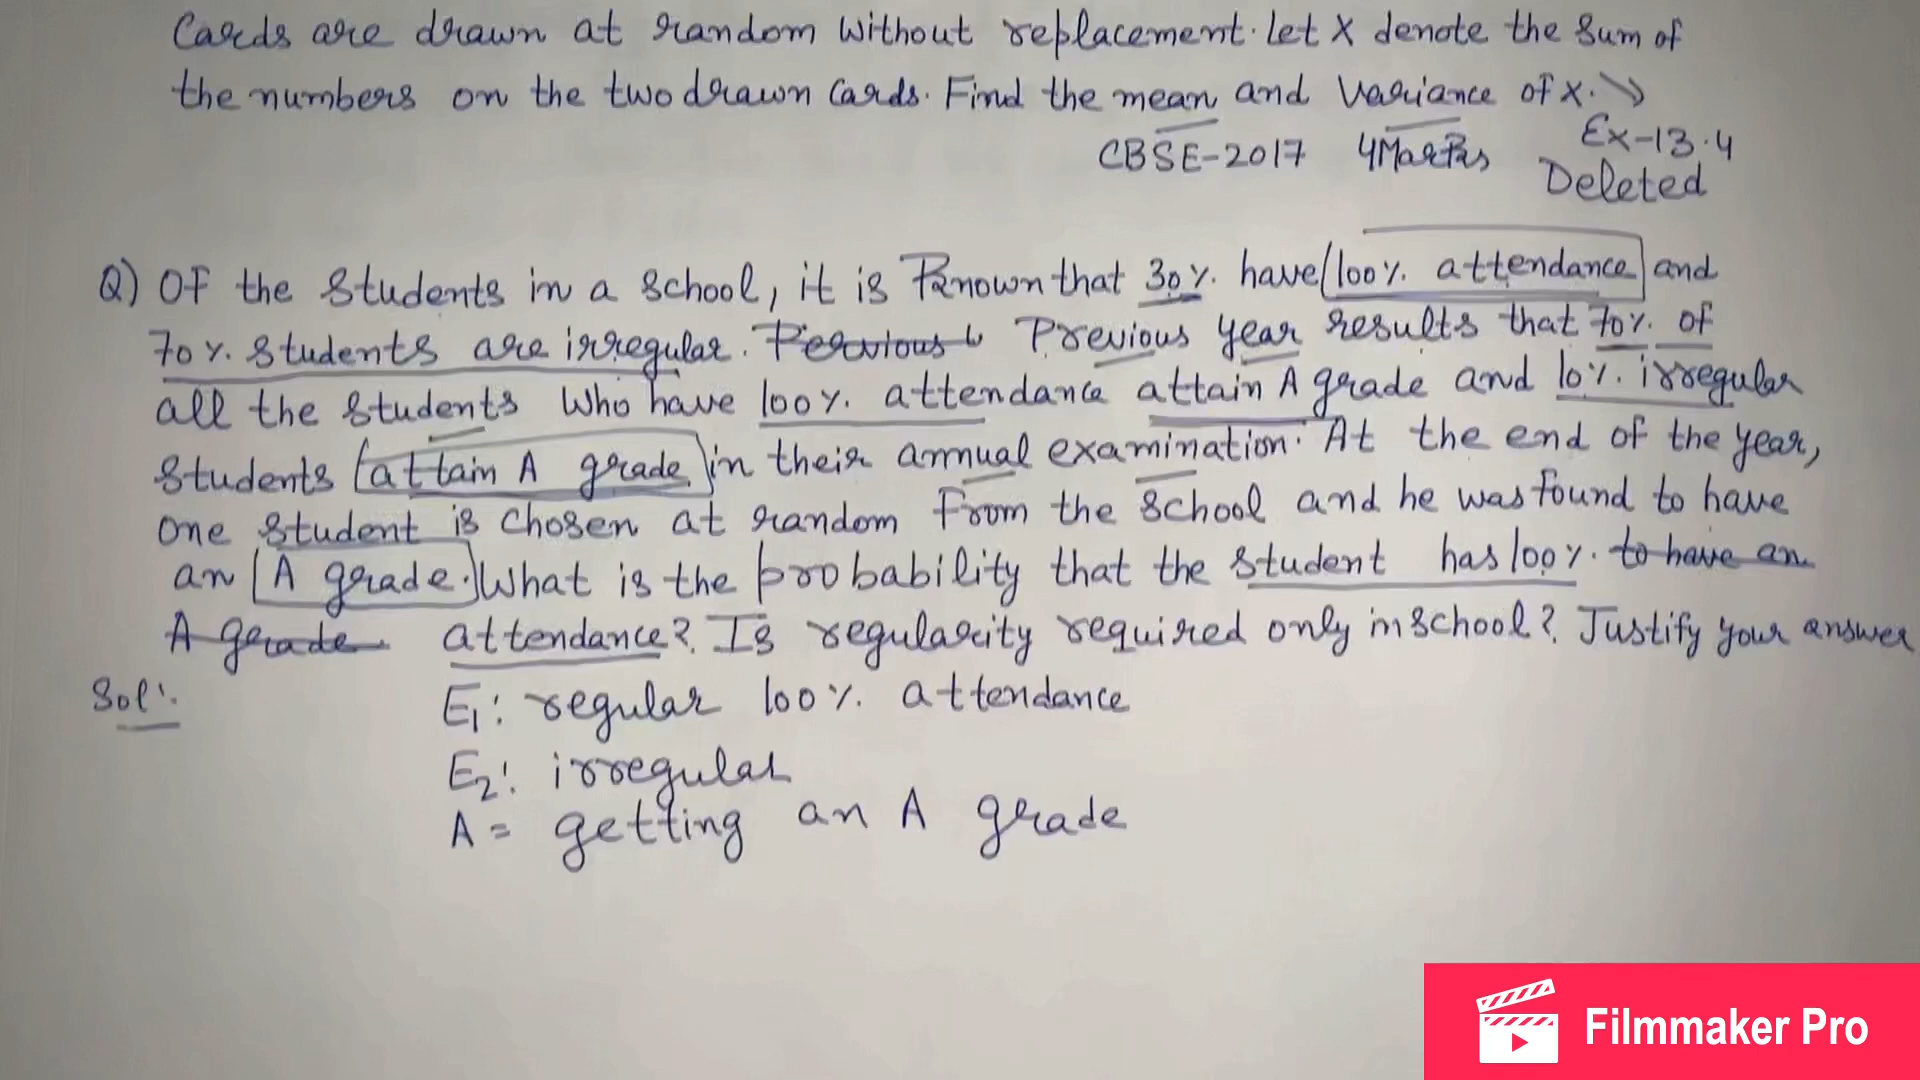 Cards are drawn at random without replacement. Let X denote the sum of
the numbers on the two drawn cards. Find the mean and variance of X.
CBSE-2017 4Marks Ex-13.4
Deleted
Q) Of the students in a school, it is known that 30% have 100% attendance and
70% students are irregular. Pervious Previous year results that 70% of
all the students who have 100% attendance attain A grade and 10% irregular
students attain A grade in their annual examination. At the end of the year,
one student is chosen at random from the school and he was found to have
an A grade. What is the probability that the student has 100% to have an
A grade attendance? Is regularity required only in school? Justify your answer
Sol:
E1: regular 100% attendance
E2: irregular
A = getting an A grade
Filmmaker Pro